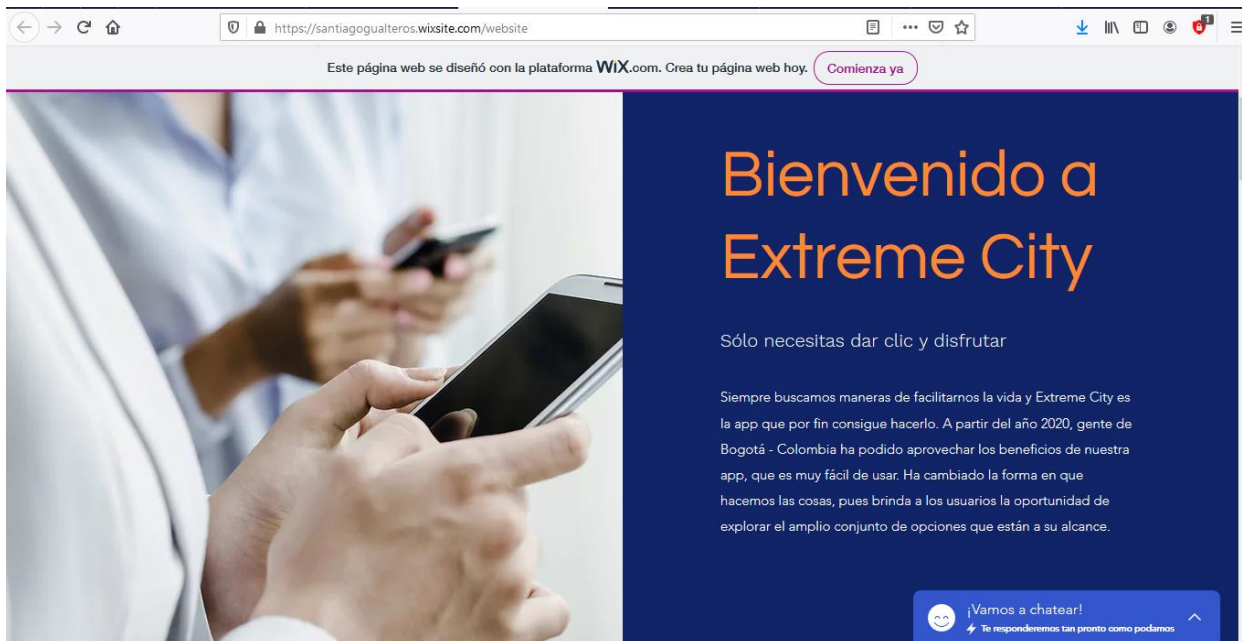 https://santiagogualteros.wixsite.com/website
1
Este página web se diseñó con la plataforma WiX.com. Crea tu página web hoy. Comienza ya
Bienvenido a
Extreme City
Sólo necesitas dar clic y disfrutar
Siempre buscamos maneras de facilitarnos la vida y Extreme City es
la app que por fin consigue hacerlo. A partir del año 2020, gente de
Bogotá - Colombia ha podido aprovechar los beneficios de nuestra
app, que es muy fácil de usar. Ha cambiado la forma en que
hacemos las cosas, pues brinda a los usuarios la oportunidad de
explorar el amplio conjunto de opciones que están a su alcance.
¡Vamos a chatear!
Te responderemos tan pronto como podamos